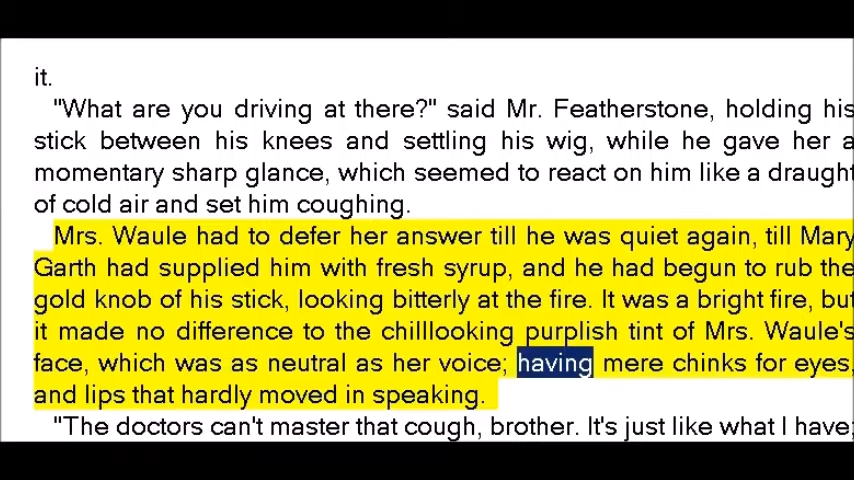 it.
"What are you driving at there?" said Mr. Featherstone, holding his
stick between his knees and settling his wig, while he gave her a
momentary sharp glance, which seemed to react on him like a draught
of cold air and set him coughing.
Mrs. Waule had to defer her answer till he was quiet again, till Mary
Garth had supplied him with fresh syrup, and he had begun to rub the
gold knob of his stick, looking bitterly at the fire. It was a bright fire, but
it made no difference to the chilllooking purplish tint of Mrs. Waule's
face, which was as neutral as her voice; having mere chinks for eyes,
and lips that hardly moved in speaking.
"The doctors can't master that cough, brother. It's just like what I have;